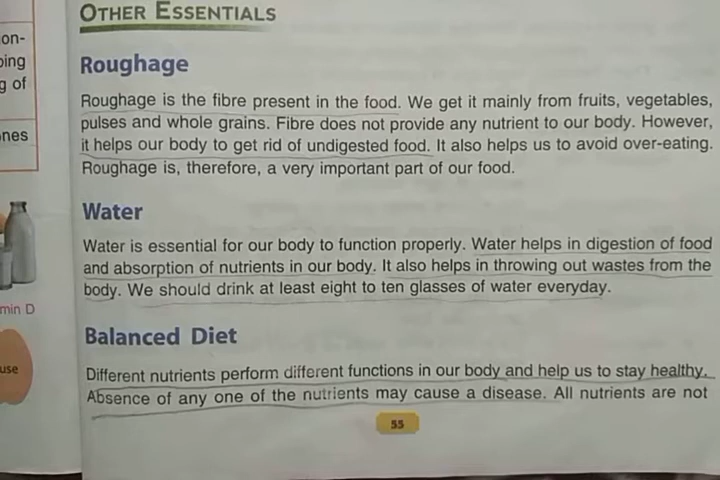 OTHER ESSENTIALS
on-
ping
g of
nes
Roughage
Roughage is the fibre present in the food. We get it mainly from fruits, vegetables,
pulses and whole grains. Fibre does not provide any nutrient to our body. However,
it helps our body to get rid of undigested food. It also helps us to avoid over-eating.
Roughage is, therefore, a very important part of our food.
Water
Water is essential for our body to function properly. Water helps in digestion of food
and absorption of nutrients in our body. It also helps in throwing out wastes from the
body. We should drink at least eight to ten glasses of water everyday.
min D
use
Balanced Diet
Different nutrients perform different functions in our body and help us to stay healthy.
Absence of any one of the nutrients may cause a disease. All nutrients are not
55